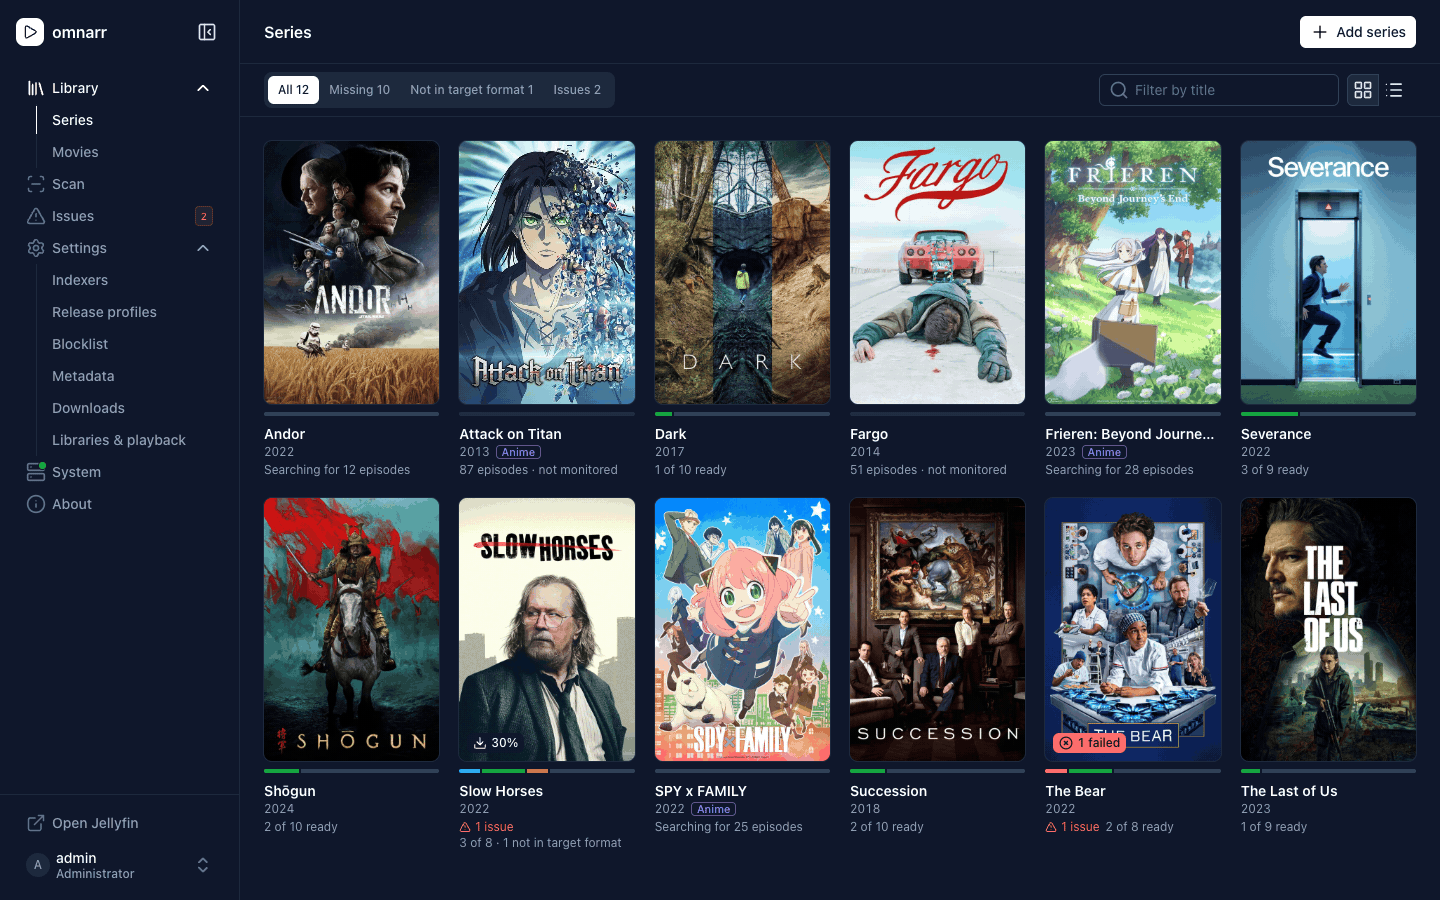 omnarr
Series
Add series
Library
Series
Movies
Scan
Issues
2
Settings
Indexers
Release profiles
Blocklist
Metadata
Downloads
Libraries & playback
System
About
Open Jellyfin
A
admin
Administrator
All 12
Missing 10
Not in target format 1
Issues 2
Filter by title
ANDOR
Attack on Titan
DARK
Fargo
FRIEREN
Beyond Journey's End
Severance
Andor
2022
Searching for 12 episodes
Attack on Titan
2013 Anime
87 episodes · not monitored
Dark
2017
1 of 10 ready
Fargo
2014
51 episodes · not monitored
Frieren: Beyond Journe...
2023 Anime
Searching for 28 episodes
Severance
2022
3 of 9 ready
将軍
SHŌGUN
SLOW HORSES
30%
SPY×FAMILY
SUCCESSION
THE BEAR
1 failed
THE
LAST
OF US
Shōgun
2024
2 of 10 ready
Slow Horses
2022
1 issue
3 of 8 · 1 not in target format
SPY x FAMILY
2022 Anime
Searching for 25 episodes
Succession
2018
2 of 10 ready
The Bear
2022
1 issue 2 of 8 ready
The Last of Us
2023
1 of 9 ready